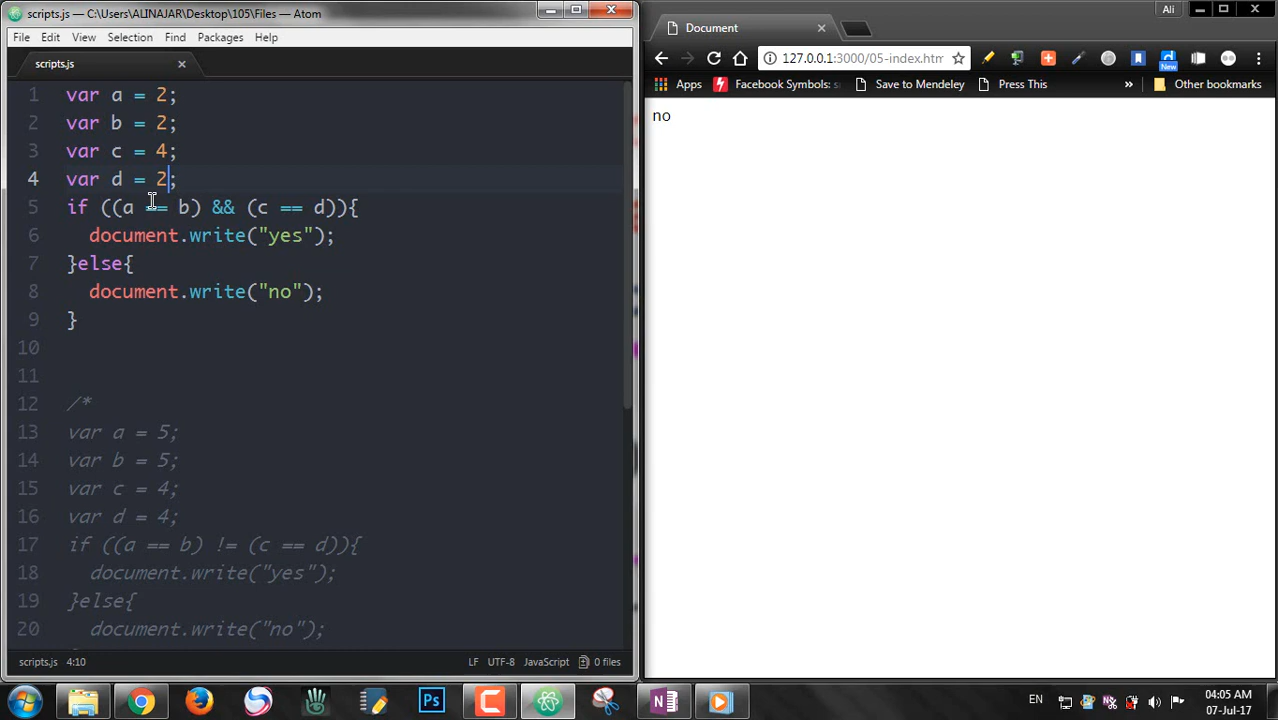 scripts.js — C:\Users\ALINAJAR\Desktop\105\Files — Atom
File Edit View Selection Find Packages Help
scripts.js
1 var a = 2;
2 var b = 2;
3 var c = 4;
4 var d = 2;
5 if ((a == b) && (c == d)){
6 document.write("yes");
7 }else{
8 document.write("no");
9 }
10
11
12 /*
13 var a = 5;
14 var b = 5;
15 var c = 4;
16 var d = 4;
17 if ((a == b) != (c == d)){
18 document.write("yes");
19 }else{
20 document.write("no");
scripts.js 4:10 LF UTF-8 JavaScript 0 files
Ali
Document
127.0.0.1:3000/05-index.htm
New
Apps Facebook Symbols: Save to Mendeley Press This » Other bookmarks
no
Ps
EN
04:05 AM
07-Jul-17